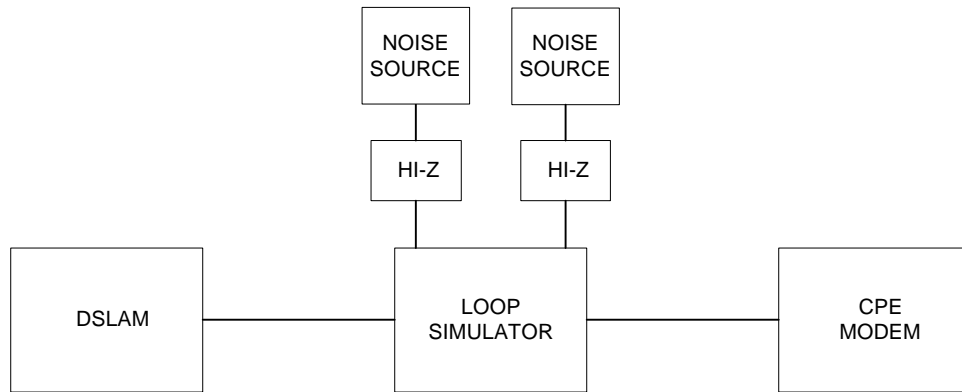 NOISE
SOURCE
NOISE
SOURCE
HI-Z
HI-Z
DSLAM
LOOP
SIMULATOR
CPE
MODEM